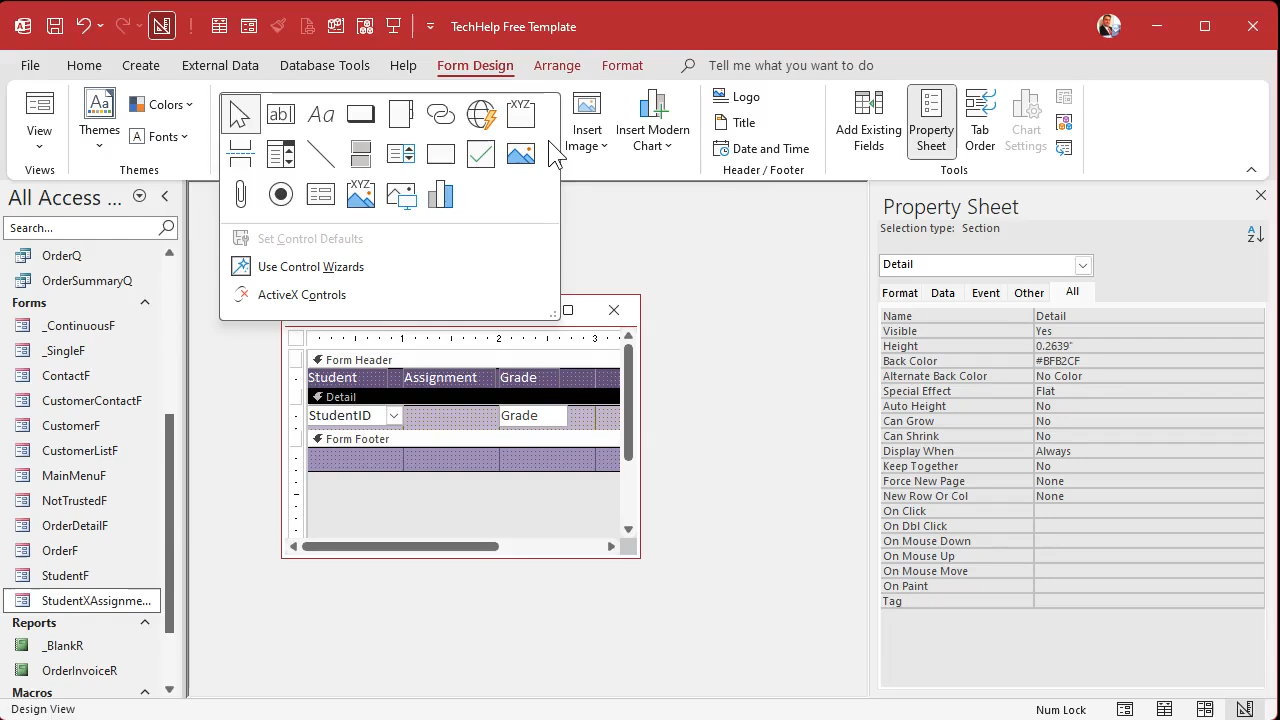 TechHelp Free Template
File Home Create External Data Database Tools Help Form Design Arrange Format Tell me what you want to do
View
Views
Themes
Colors
Fonts
Themes
ab
Aa
XYZ
XYZ
Set Control Defaults
Use Control Wizards
ActiveX Controls
Insert Image
Insert Modern Chart
Logo
Title
Date and Time
Header / Footer
Add Existing Fields
Property Sheet
Tab Order
Chart Settings
Tools
All Access ...
Search...
OrderQ
OrderSummaryQ
Forms
_ContinuousF
_SingleF
ContactF
CustomerContactF
CustomerF
CustomerListF
MainMenuF
NotTrustedF
OrderDetailF
OrderF
StudentF
StudentXAssignme...
Reports
_BlankR
OrderInvoiceR
Macros
1 2 3
Form Header
Student Assignment Grade
Detail
StudentID Grade
Form Footer
Property Sheet
Selection type: Section
Detail
Format Data Event Other All
Name Detail
Visible Yes
Height 0.2639"
Back Color #BFB2CF
Alternate Back Color No Color
Special Effect Flat
Auto Height No
Can Grow No
Can Shrink No
Display When Always
Keep Together No
Force New Page None
New Row Or Col None
On Click
On Dbl Click
On Mouse Down
On Mouse Up
On Mouse Move
On Paint
Tag
Design View
Num Lock